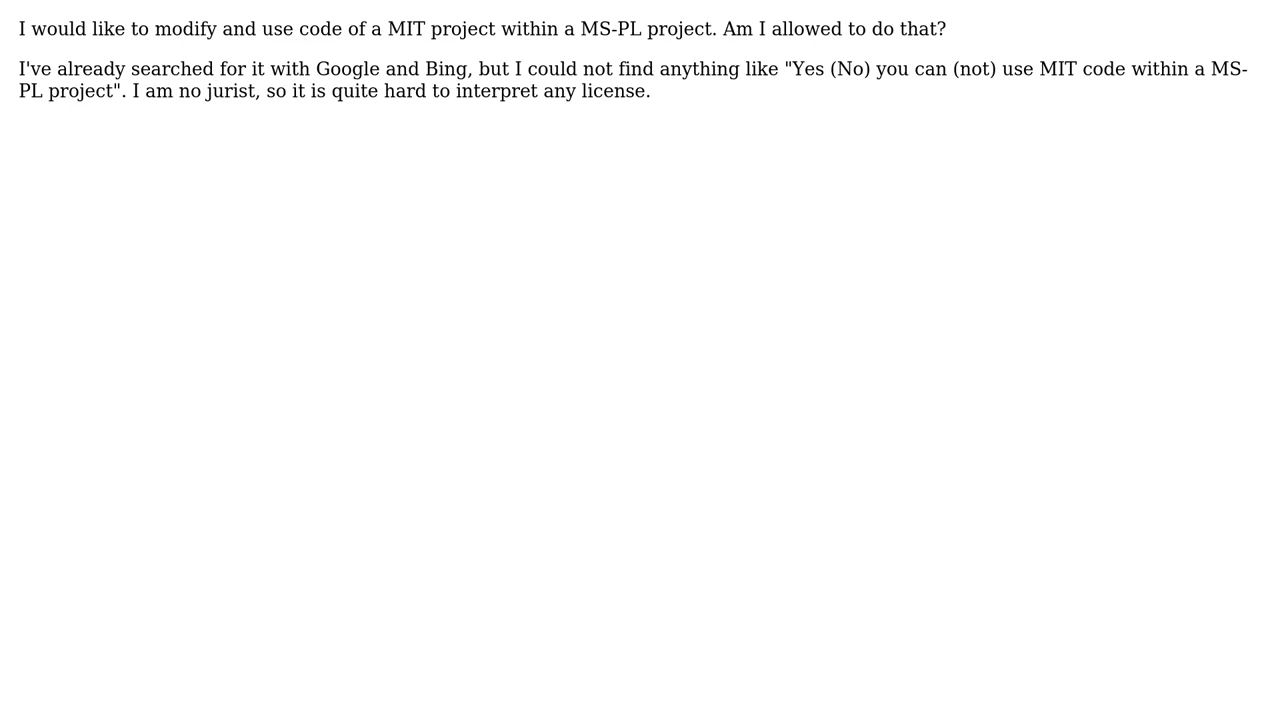 I would like to modify and use code of a MIT project within a MS-PL project. Am I allowed to do that?
I've already searched for it with Google and Bing, but I could not find anything like "Yes (No) you can (not) use MIT code within a MS-
PL project". I am no jurist, so it is quite hard to interpret any license.